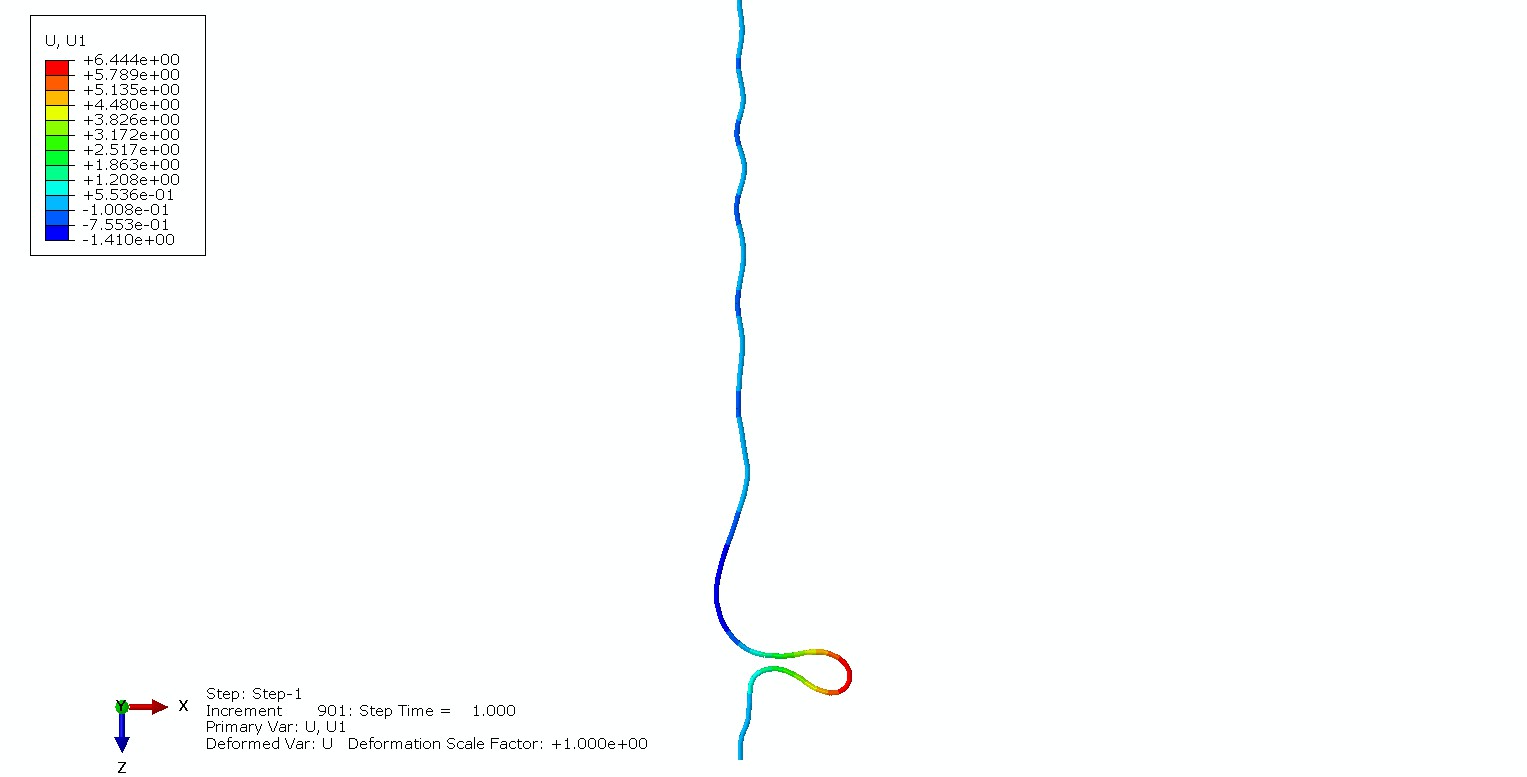 U, U1
+6.444e+00
+5.789e+00
+5.135e+00
+4.480e+00
+3.826e+00
+3.172e+00
+2.517e+00
+1.863e+00
+1.208e+00
+5.536e-01
-1.008e-01
-7.553e-01
-1.410e+00
Y X
Z
Step: Step-1
Increment 901: Step Time = 1.000
Primary Var: U, U1
Deformed Var: U Deformation Scale Factor: +1.000e+00